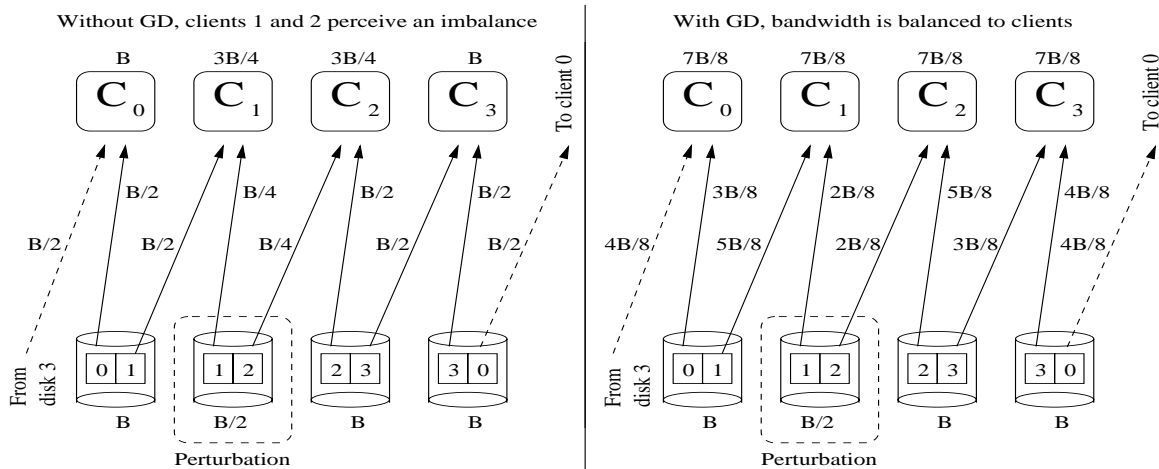 Without GD, clients 1 and 2 perceive an imbalance
B 3B/4 3B/4 B
C0 C1 C2 C3
To client 0
B/2 B/4 B/2 B/2
B/2 B/2 B/4 B/2 B/2
From disk 3
0 1 1 2 2 3 3 0
B B/2 B B
Perturbation
With GD, bandwidth is balanced to clients
7B/8 7B/8 7B/8 7B/8
C0 C1 C2 C3
To client 0
3B/8 2B/8 5B/8 4B/8
4B/8 5B/8 2B/8 3B/8 4B/8
From disk 3
0 1 1 2 2 3 3 0
B B/2 B B
Perturbation